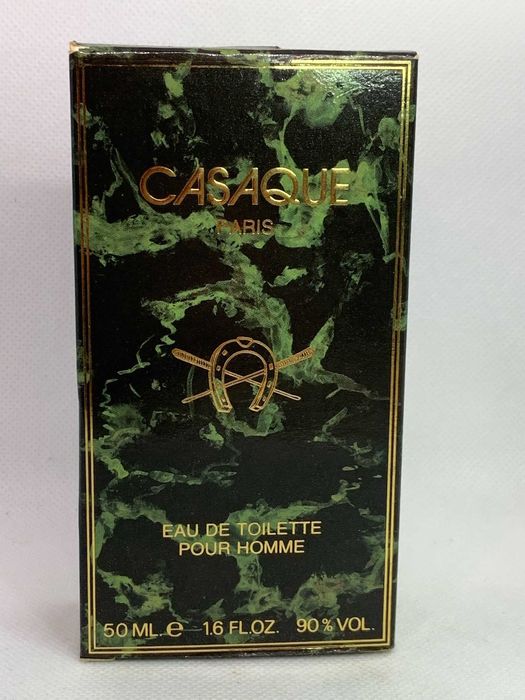 CASAQUE
PARIS
EAU DE TOILETTE
POUR HOMME
50 ML. ℮ 1.6 FL.OZ. 90% VOL.